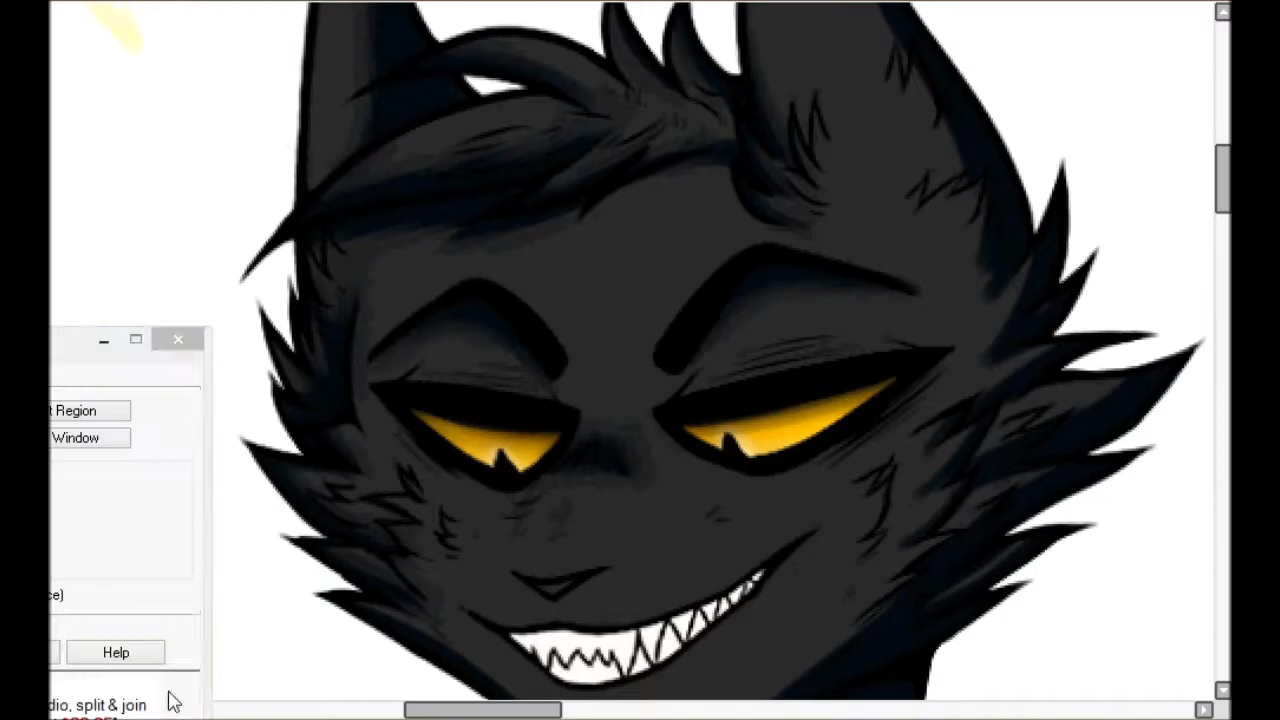 t Region
Window
ce)
Help
dio, split & join